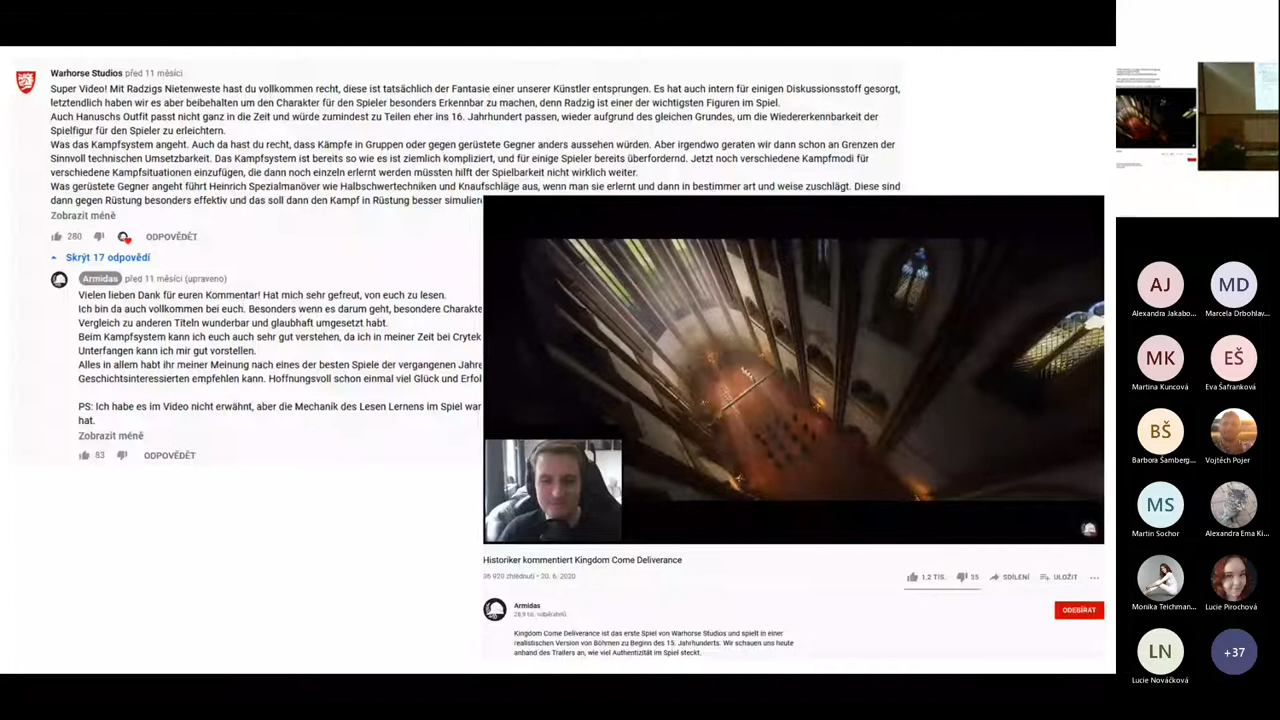 Warhorse Studios před 11 měsíci
Super Video! Mit Radzigs Nietenweste hast du vollkommen recht, diese ist tatsächlich der Fantasie einer unserer Künstler entsprungen. Es hat auch intern für einigen Diskussionsstoff gesorgt,
letztendlich haben wir es aber beibehalten um den Charakter für den Spieler besonders Erkennbar zu machen, denn Radzig ist einer der wichtigsten Figuren im Spiel.
Auch Hanuschs Outfit passt nicht ganz in die Zeit und würde zumindest zu Teilen eher ins 16. Jahrhundert passen, wieder aufgrund des gleichen Grundes, um die Wiedererkennbarkeit der
Spielfigur für den Spieler zu erleichtern.
Was das Kampfsystem angeht. Auch da hast du recht, dass Kämpfe in Gruppen oder gegen gerüstete Gegner anders aussehen würden. Aber irgendwo geraten wir dann schon an Grenzen der
Sinnvoll technischen Umsetzbarkeit. Das Kampfsystem ist bereits so wie es ist ziemlich kompliziert, und für einige Spieler bereits überfordernd. Jetzt noch verschiedene Kampfmodi für
verschiedene Kampfsituationen einzufügen, die dann noch einzeln erlernt werden müssten hilft der Spielbarkeit nicht wirklich weiter.
Was gerüstete Gegner angeht führt Heinrich Spezialmanöver wie Halbschwertechniken und Knaufschläge aus, wenn man sie erlernt und dann in bestimmer art und weise zuschlägt. Diese sind
dann gegen Rüstung besonders effektiv und das soll dann den Kampf in Rüstung besser simulieren
Zobrazit méně
280 ODPOVĚDĚT
Skrýt 17 odpovědí
Armidas před 11 měsíci (upraveno)
Vielen lieben Dank für euren Kommentar! Hat mich sehr gefreut, von euch zu lesen.
Ich bin da auch vollkommen bei euch. Besonders wenn es darum geht, besondere Charakte
Vergleich zu anderen Titeln wunderbar und glaubhaft umgesetzt habt.
Beim Kampfsystem kann ich euch auch sehr gut verstehen, da ich in meiner Zeit bei Crytek
Unterfangen kann ich mir gut vorstellen.
Alles in allem habt ihr meiner Meinung nach eines der besten Spiele der vergangenen Jahre
Geschichtsinteressierten empfehlen kann. Hoffnungsvoll schon einmal viel Glück und Erfol
PS: Ich habe es im Video nicht erwähnt, aber die Mechanik des Lesen Lernens im Spiel war
hat.
Zobrazit méně
83 ODPOVĚDĚT
Historiker kommentiert Kingdom Come Deliverance
36 920 zhlédnutí • 20. 6. 2020
1,2 TIS. 35 SDÍLENÍ ULOŽIT ...
Armidas
28,9 tis. odběratelů
ODEBÍRAT
Kingdom Come Deliverance ist das erste Spiel von Warhorse Studios und spielt in einer
realistischen Version von Böhmen zu Beginn des 15. Jahrhunderts. Wir schauen uns heute
anhand des Trailers an, wie viel Authentizität im Spiel steckt.
AJ MD
Alexandra Jakabo... Marcela Drbohlav...
MK EŠ
Martina Kuncová Eva Šafranková
BŠ
Barbora Šamberg... Vojtěch Pojer
MS
Martin Sochor Alexandra Ema Ki...
Monika Teichman... Lucie Pirochová
LN +37
Lucie Nováčková